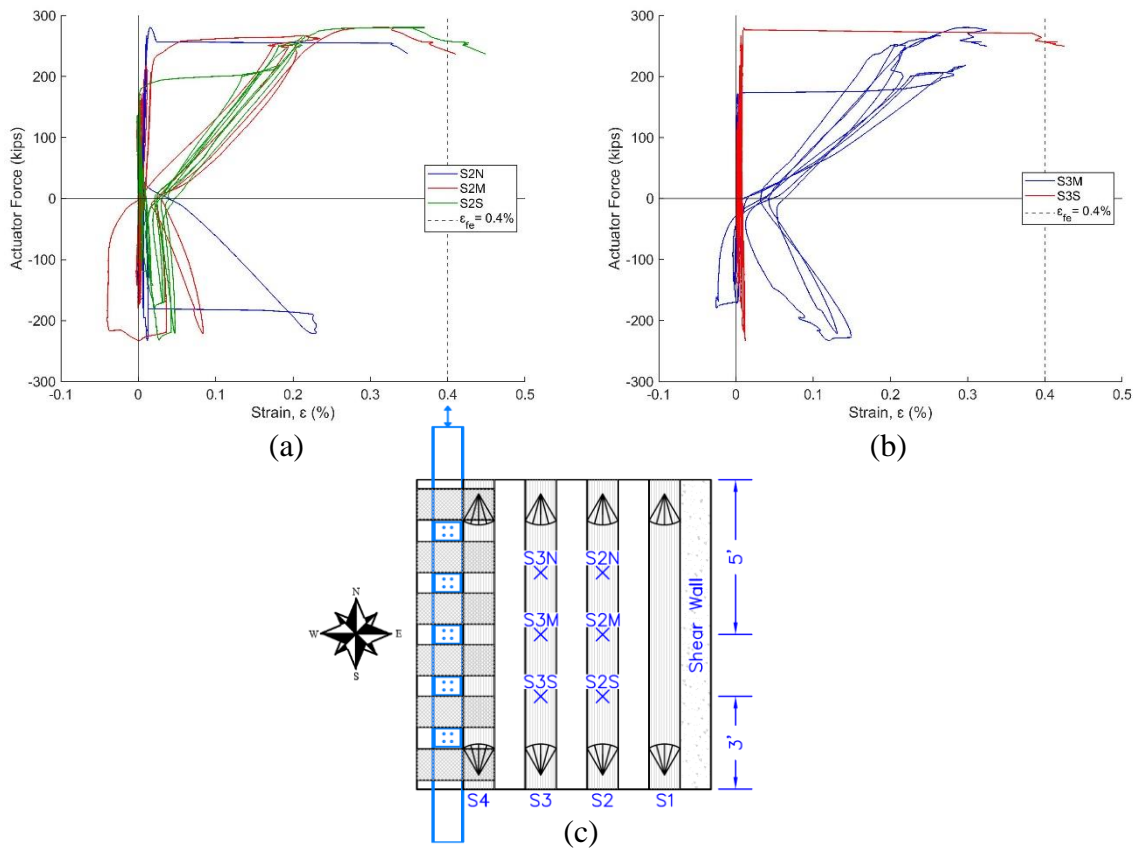 300
200
100
0
-100
-200
-300
-0.1
0
0.1
0.2
0.3
0.4
0.5
Actuator Force (kips)
Strain, ε (%)
S2N
S2M
S2S
ε_fe = 0.4%
(a)
300
200
100
0
-100
-200
-300
-0.1
0
0.1
0.2
0.3
0.4
0.5
Actuator Force (kips)
Strain, ε (%)
S3M
S3S
ε_fe = 0.4%
(b)
N
W E
S
S3N S2N
S3M S2M
S3S S2S
Shear Wall
5'
3'
S4 S3 S2 S1
(c)